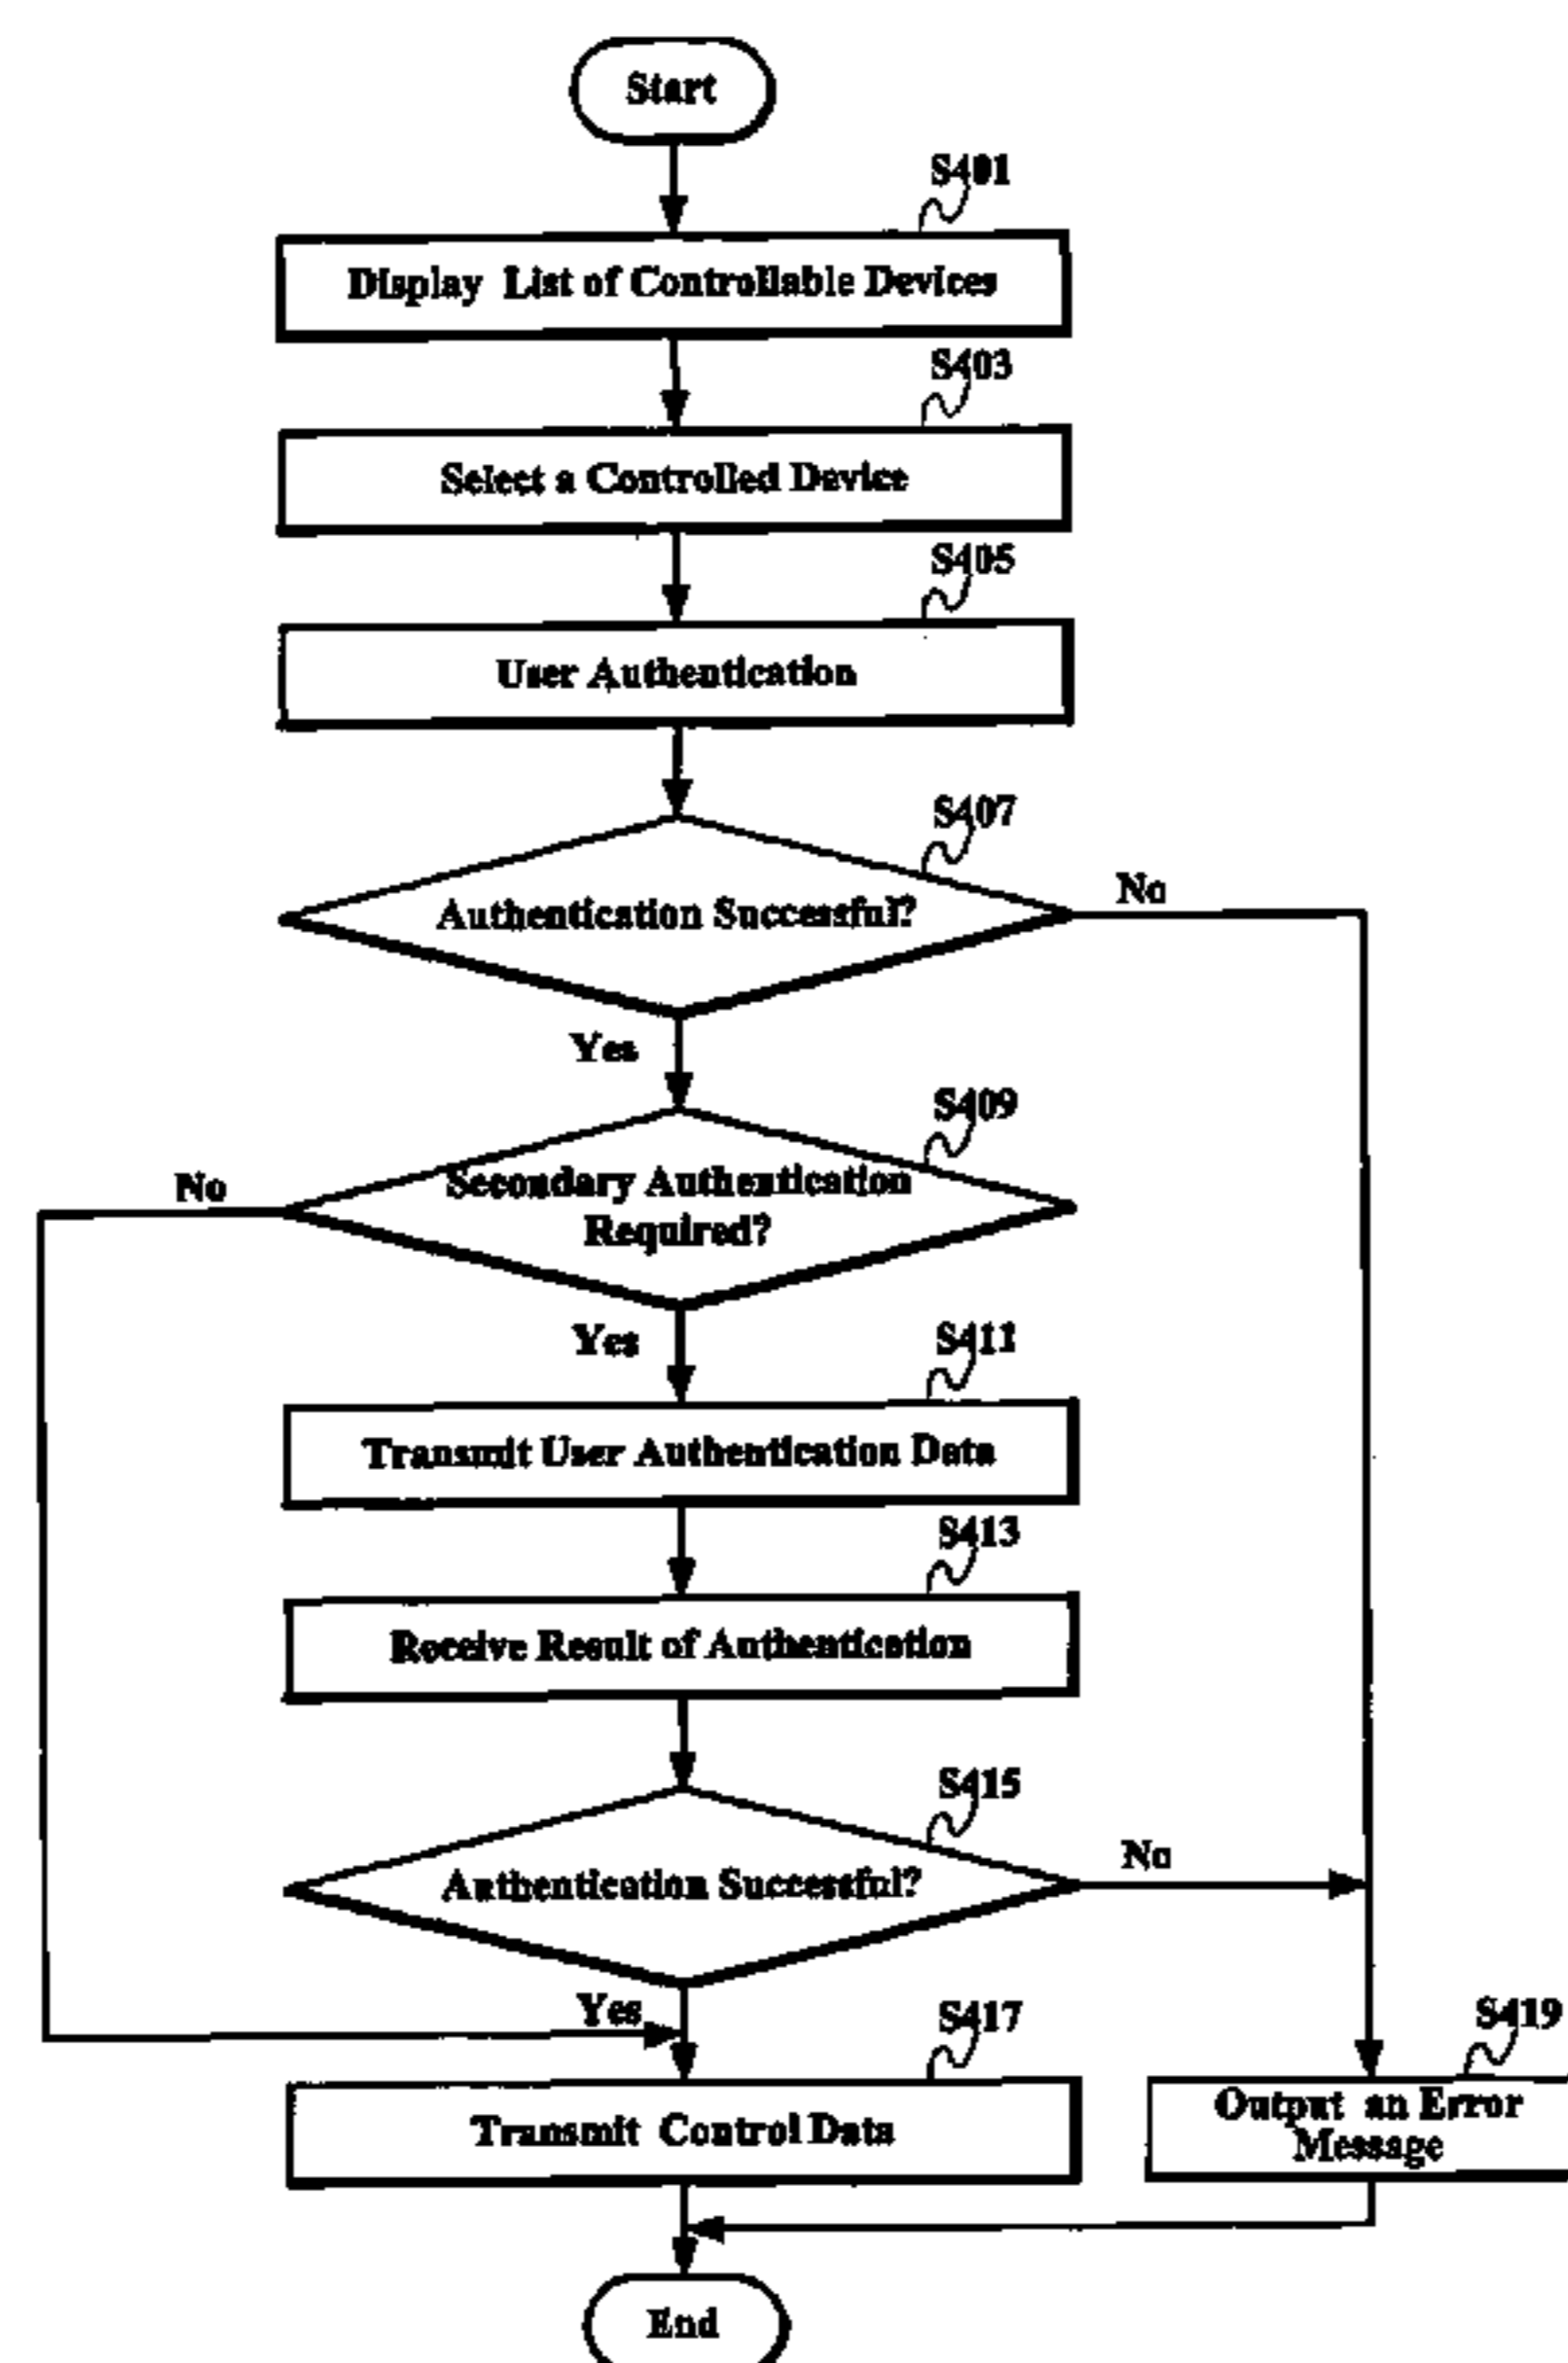 Start
S401
Display List of Controllable Devices
S403
Select a Controlled Device
S405
User Authentication
S407
Authentication Successful?
No
Yes
S409
Secondary Authentication
Required?
No
Yes
S411
Transmit User Authentication Data
S413
Receive Result of Authentication
S415
Authentication Successful?
No
Yes
S417
Transmit Control Data
S419
Output an Error
Message
End